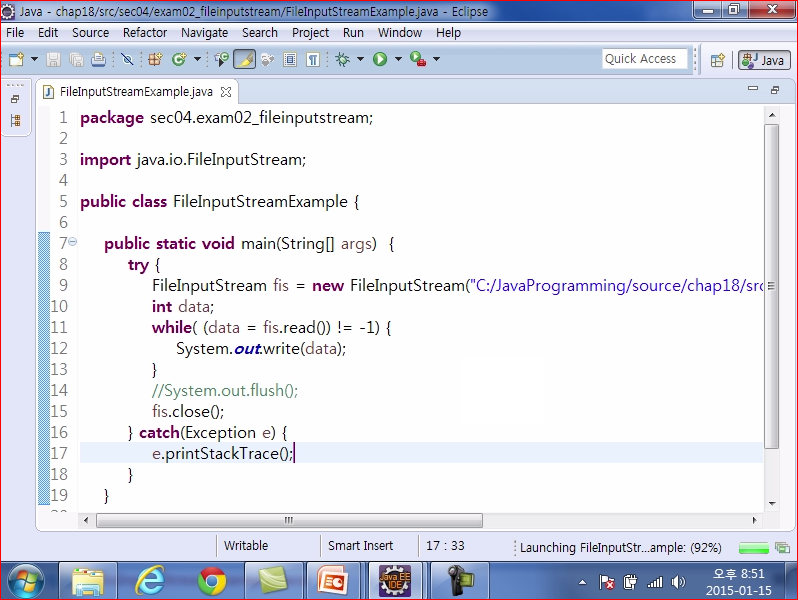 Java - chap18/src/sec04/exam02_fileinputstream/FileInputStreamExample.java - Eclipse
File Edit Source Refactor Navigate Search Project Run Window Help
Quick Access
Java
FileInputStreamExample.java
1 package sec04.exam02_fileinputstream;
2
3 import java.io.FileInputStream;
4
5 public class FileInputStreamExample {
6
7 public static void main(String[] args) {
8 try {
9 FileInputStream fis = new FileInputStream("C:/JavaProgramming/source/chap18/src
10 int data;
11 while( (data = fis.read()) != -1) {
12 System.out.write(data);
13 }
14 //System.out.flush();
15 fis.close();
16 } catch(Exception e) {
17 e.printStackTrace();
18 }
19 }
Writable Smart Insert 17 : 33 Launching FileInputStr...ample: (92%)
Java EE
IDE
오후 8:51
2015-01-15